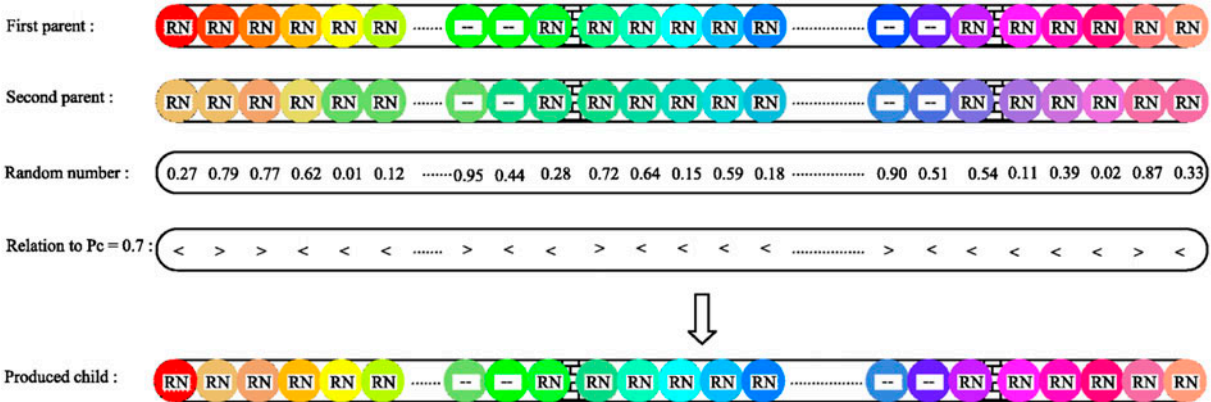 First parent : RN RN RN RN RN RN ...... -- -- RN RN RN RN RN RN ................ -- -- RN RN RN RN RN RN
Second parent : RN RN RN RN RN RN ...... -- -- RN RN RN RN RN RN ................ -- -- RN RN RN RN RN RN
Random number : 0.27 0.79 0.77 0.62 0.01 0.12 ......0.95 0.44 0.28 0.72 0.64 0.15 0.59 0.18 ................ 0.90 0.51 0.54 0.11 0.39 0.02 0.87 0.33
Relation to Pc = 0.7 : < > > < < < ...... > < < > < < < < ................ > < < < < < > <
Produced child : RN RN RN RN RN RN ...... -- -- RN RN RN RN RN RN ................ -- -- RN RN RN RN RN RN